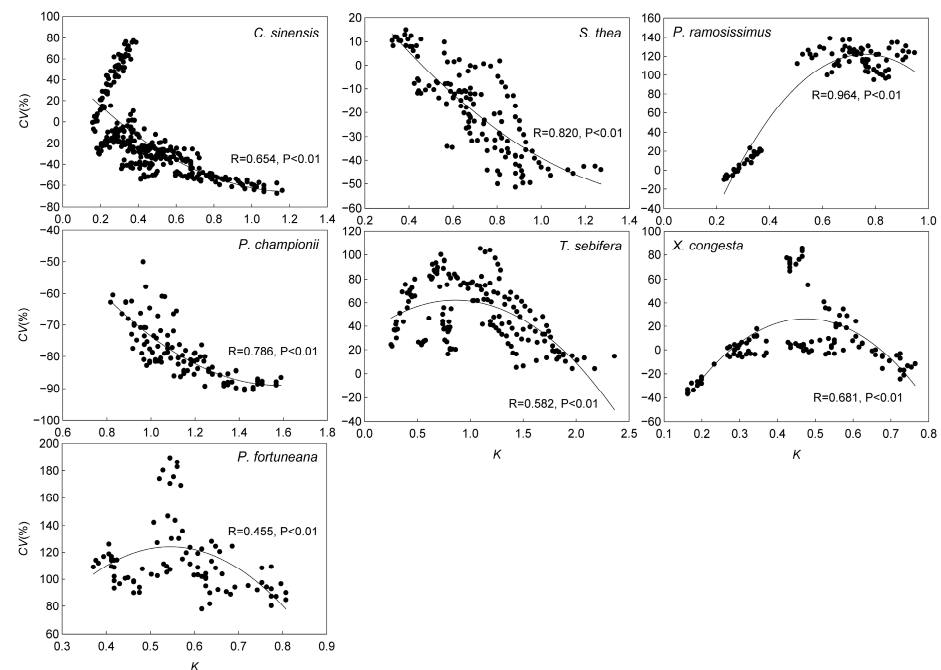 C. sinensis
S. thea
P. ramosissimus
CV(%)
100
80
60
40
20
0
20
-40
-60
-80
R=0.654, P<0.01
0.0 0.2 0.4 0.6 0.8 1.0 1.2 1.4
20
10
0
-10
-20
-30
-40
-50
-60
R=0.820, P<0.01
0.2 0.4 0.6 0.8 1.0 1.2 1.4
160
140
120
100
80
60
40
20
0
-20
-40
R=0.964, P<0.01
0.0 0.2 0.4 0.6 0.8 1.0
P. championii
T. sebifera
X. congesta
CV(%)
-40
-50
-60
-70
-80
-90
-100
R=0.786, P<0.01
0.6 0.8 1.0 1.2 1.4 1.6 1.8
120
100
80
60
40
20
0
-20
-40
R=0.582, P<0.01
0.0 0.5 1.0 1.5 2.0 2.5
K
100
80
60
40
20
0
-20
-40
-60
R=0.681, P<0.01
0.1 0.2 0.3 0.4 0.5 0.6 0.7 0.8
K
P. fortuneana
CV(%)
200
180
160
140
120
100
80
60
R=0.455, P<0.01
0.3 0.4 0.5 0.6 0.7 0.8 0.9
K